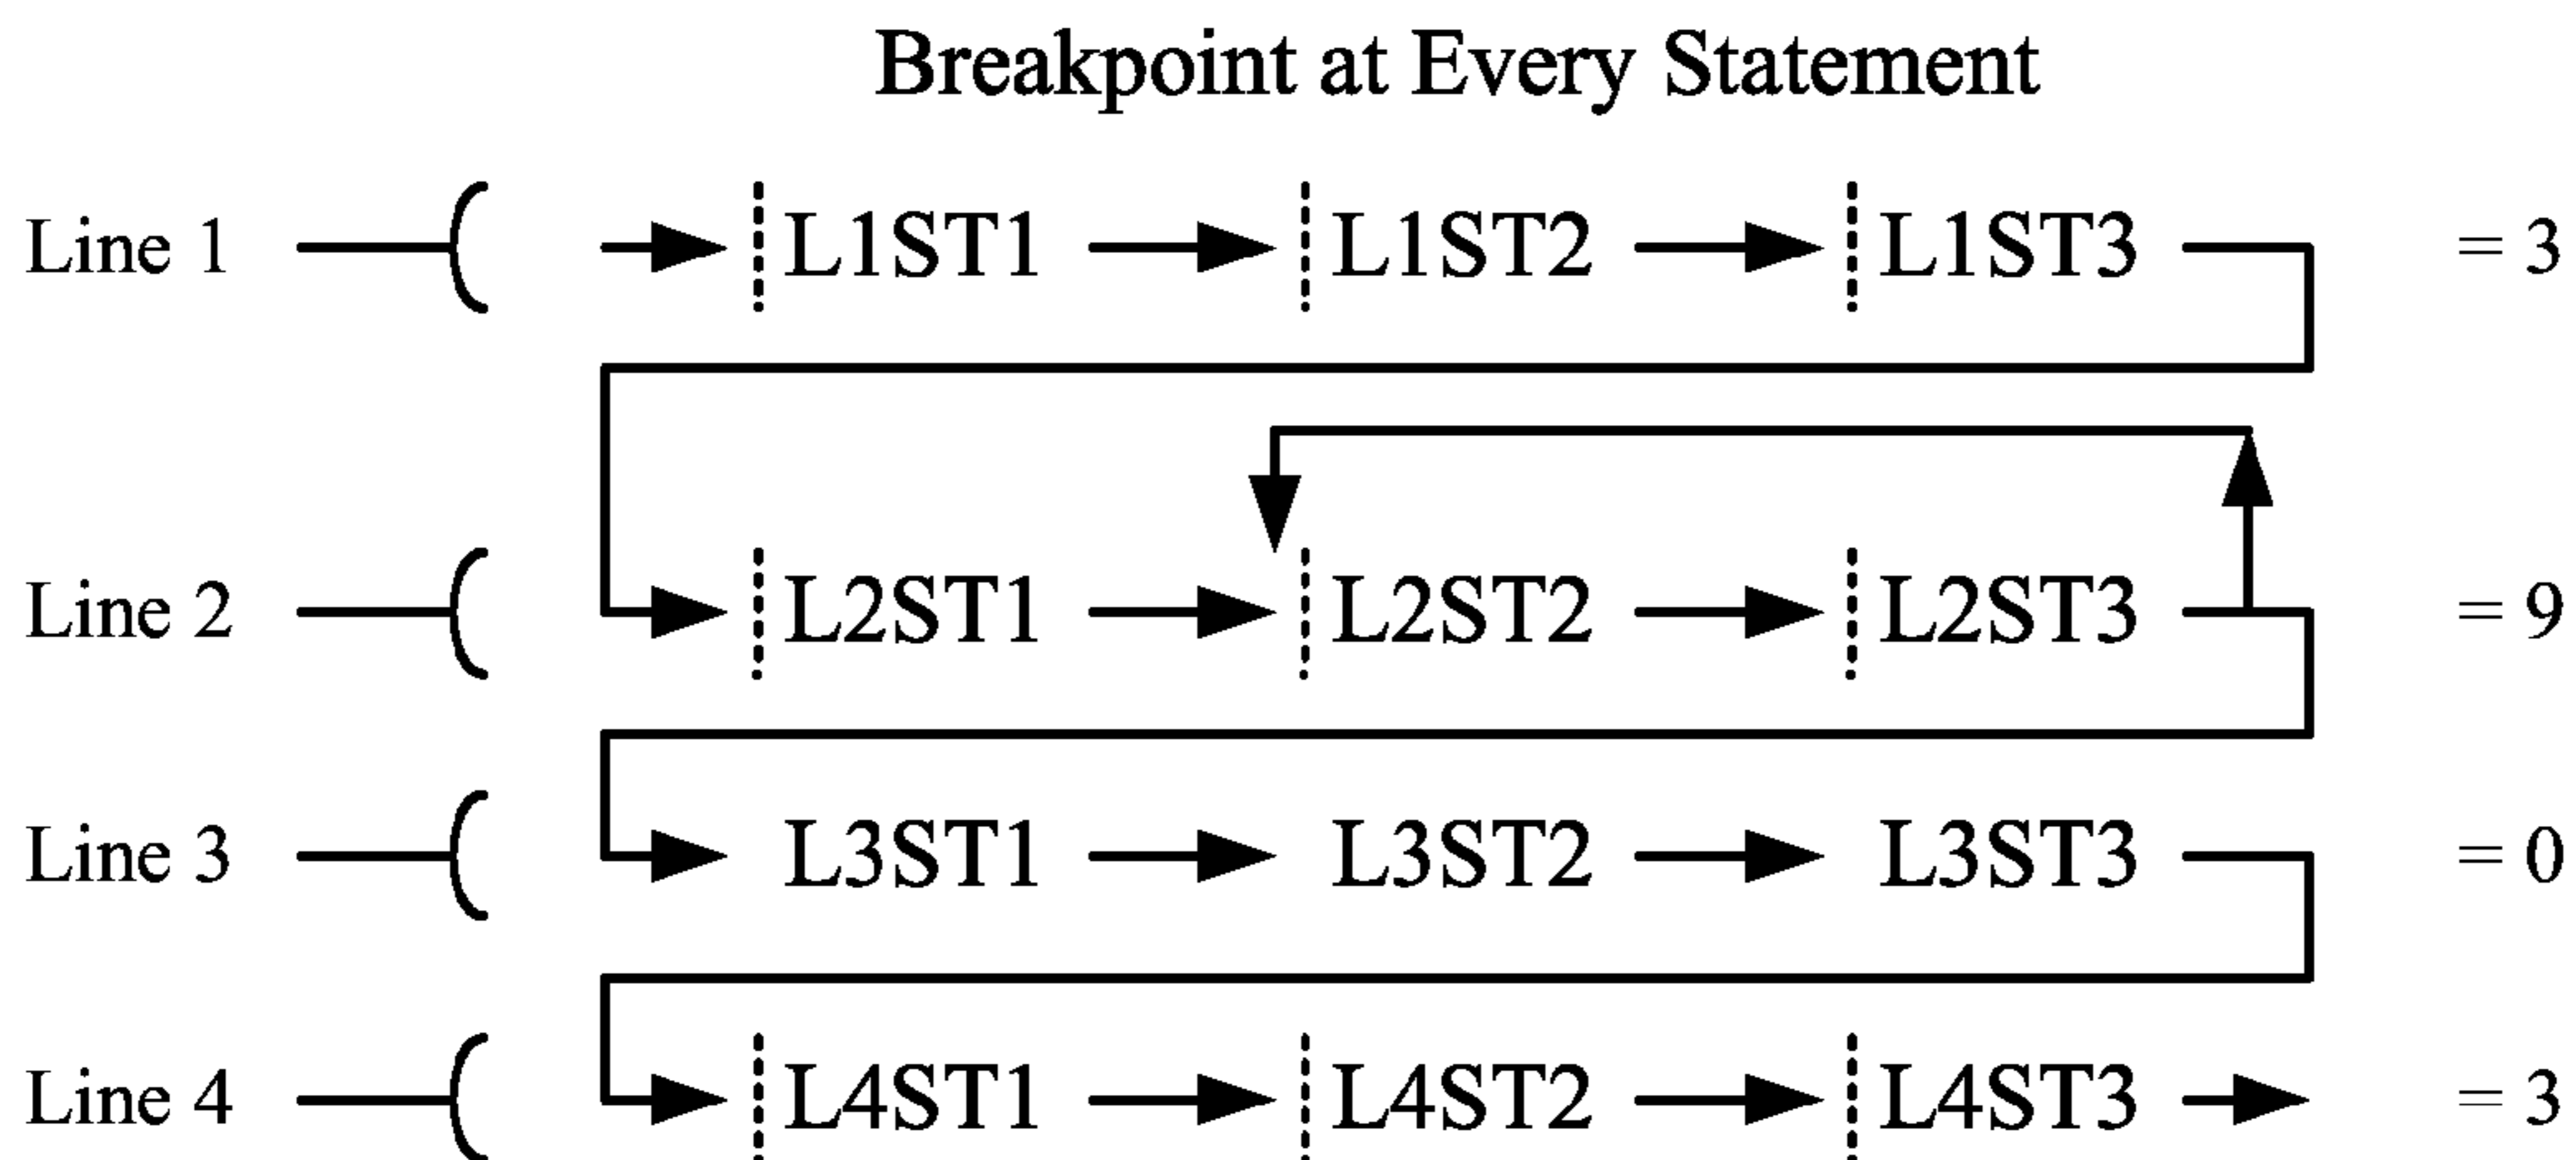 Breakpoint at Every Statement
Line 1 L1ST1 L1ST2 L1ST3 = 3
Line 2 L2ST1 L2ST2 L2ST3 = 9
Line 3 L3ST1 L3ST2 L3ST3 = 0
Line 4 L4ST1 L4ST2 L4ST3 = 3